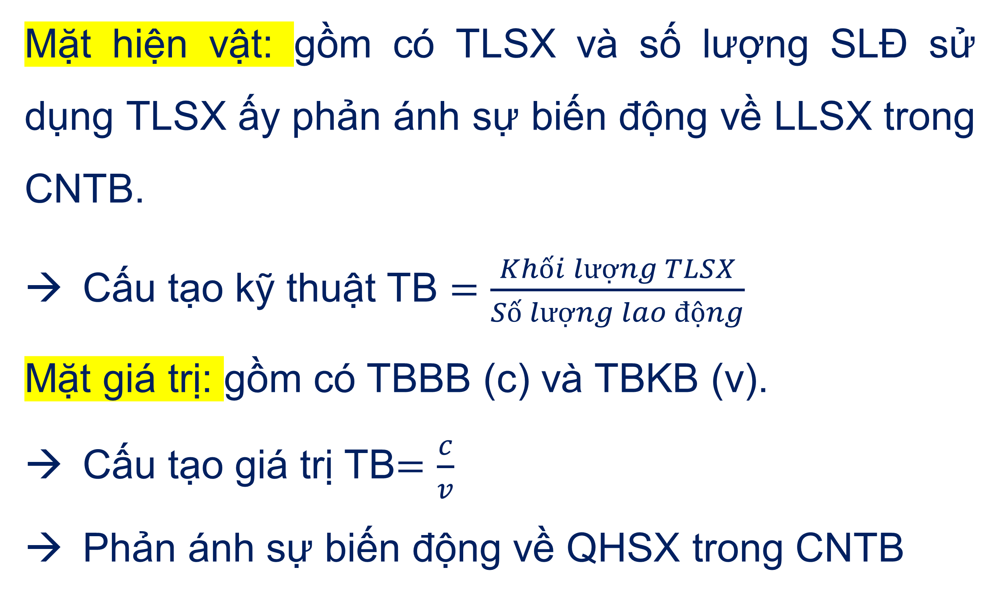 Mặt hiện vật: gồm có TLSX và số lượng SLĐ sử
dụng TLSX ấy phản ánh sự biến động về LLSX trong
CNTB.
→ Cấu tạo kỹ thuật TB = Khối lượng TLSX / Số lượng lao động
Mặt giá trị: gồm có TBBB (c) và TBKB (v).
→ Cấu tạo giá trị TB= c / v
→ Phản ánh sự biến động về QHSX trong CNTB